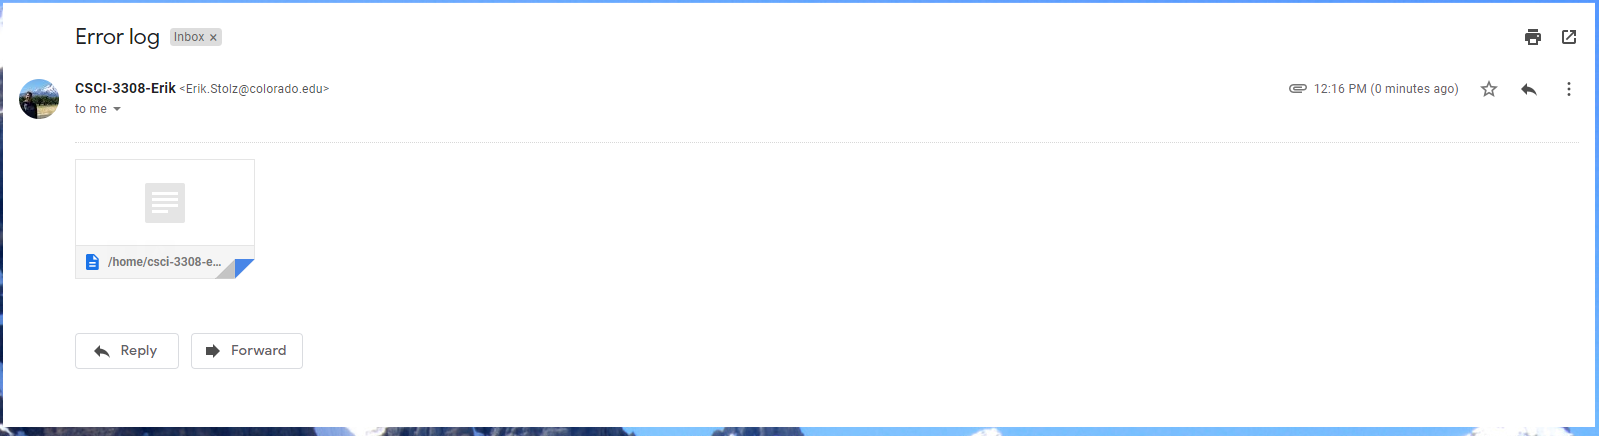 Error log Inbox x
CSCI-3308-Erik <Erik.Stolz@colorado.edu> 12:16 PM (0 minutes ago)
to me
/home/csci-3308-e...
Reply Forward